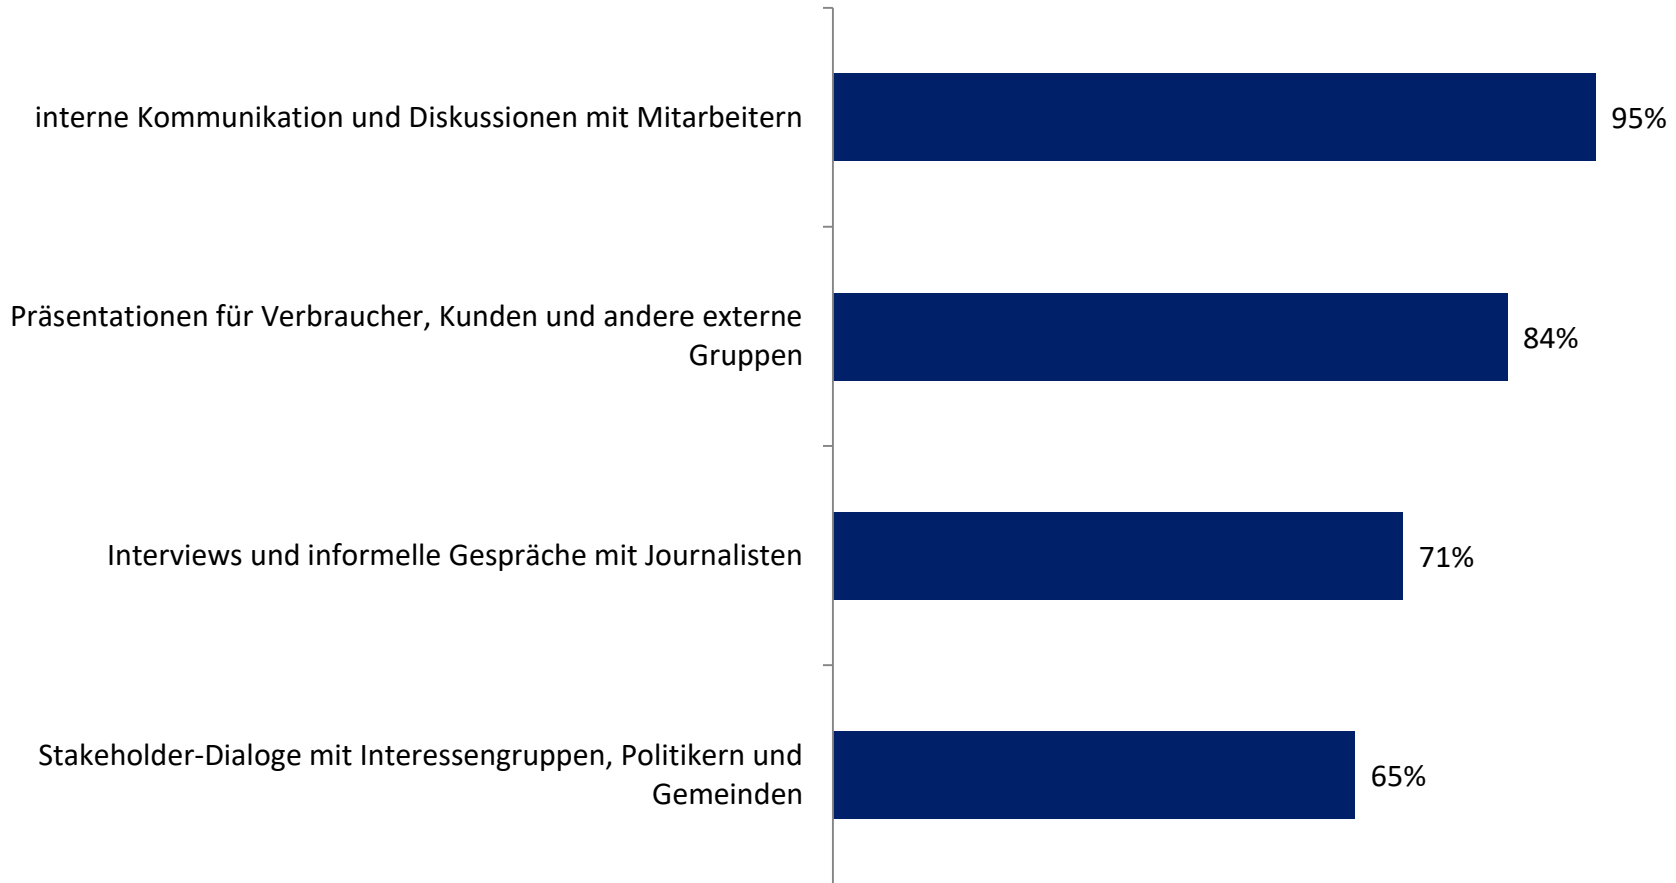 interne Kommunikation und Diskussionen mit Mitarbeitern
95%
Präsentationen für Verbraucher, Kunden und andere externe
Gruppen
84%
Interviews und informelle Gespräche mit Journalisten
71%
Stakeholder-Dialoge mit Interessengruppen, Politikern und
Gemeinden
65%